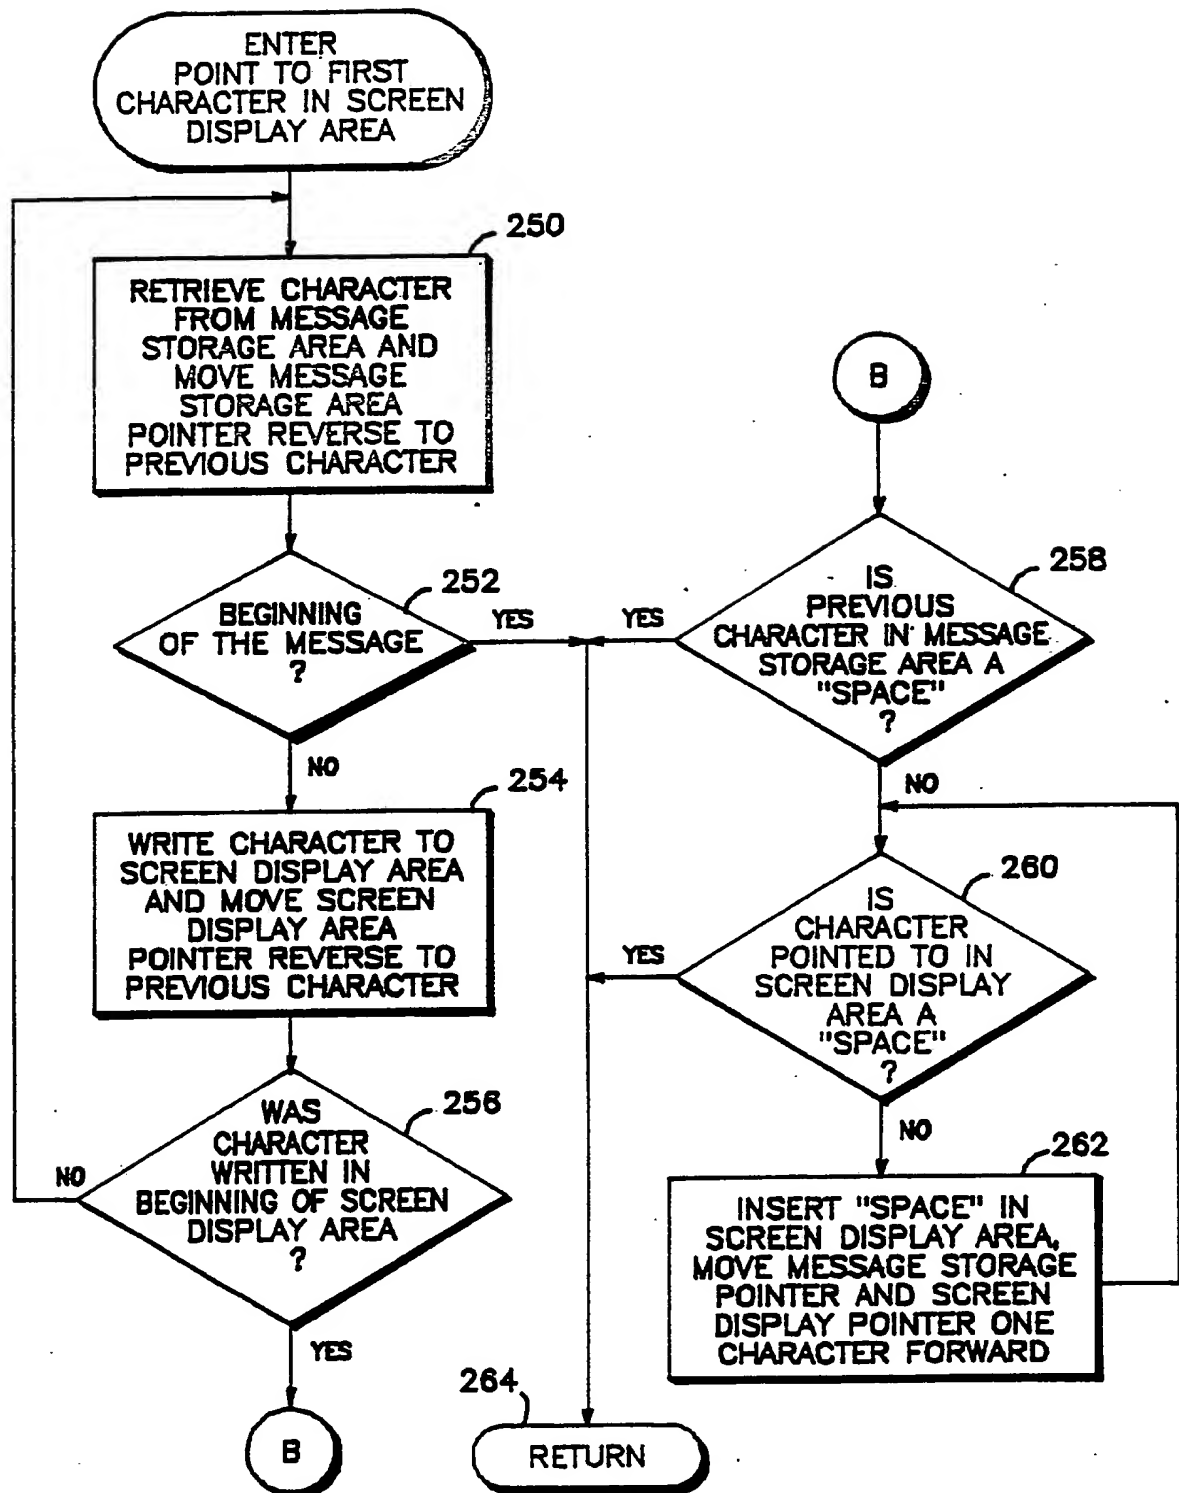 ENTER
POINT TO FIRST
CHARACTER IN SCREEN
DISPLAY AREA
250
RETRIEVE CHARACTER
FROM MESSAGE
STORAGE AREA AND
MOVE MESSAGE
STORAGE AREA
POINTER REVERSE TO
PREVIOUS CHARACTER
252
BEGINNING
OF THE MESSAGE
?
YES
NO
254
WRITE CHARACTER TO
SCREEN DISPLAY AREA
AND MOVE SCREEN
DISPLAY AREA
POINTER REVERSE TO
PREVIOUS CHARACTER
256
WAS
CHARACTER
WRITTEN IN
BEGINNING OF SCREEN
DISPLAY AREA
?
NO
YES
B
B
258
IS
PREVIOUS
CHARACTER IN MESSAGE
STORAGE AREA A
"SPACE"
?
YES
NO
260
IS
CHARACTER
POINTED TO IN
SCREEN DISPLAY
AREA A
"SPACE"
?
YES
NO
262
INSERT "SPACE" IN
SCREEN DISPLAY AREA,
MOVE MESSAGE STORAGE
POINTER AND SCREEN
DISPLAY POINTER ONE
CHARACTER FORWARD
264
RETURN